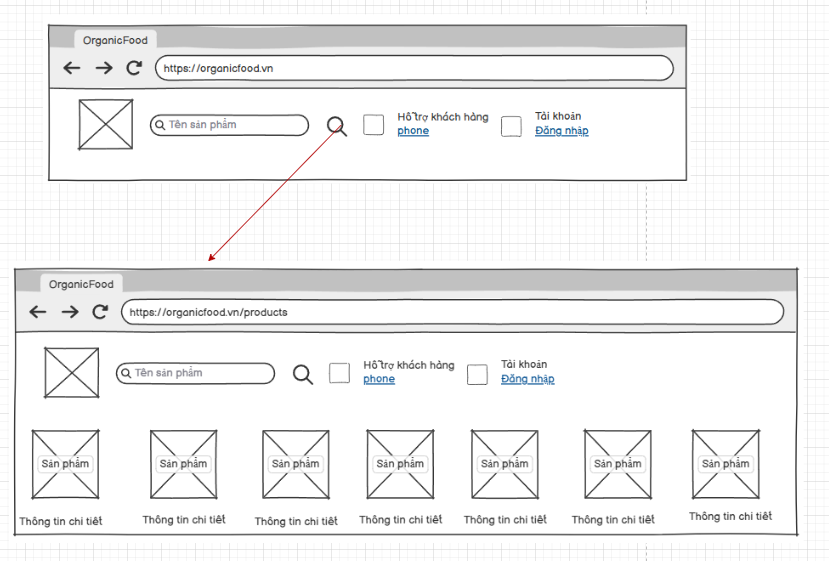 OrganicFood
https://organicfood.vn
Tên sản phẩm
Hỗ trợ khách hàng
phone
Tài khoản
Đăng nhập
OrganicFood
https://organicfood.vn/products
Tên sản phẩm
Hỗ trợ khách hàng
phone
Tài khoản
Đăng nhập
Sản phẩm Sản phẩm Sản phẩm Sản phẩm Sản phẩm Sản phẩm Sản phẩm
Thông tin chi tiết Thông tin chi tiết Thông tin chi tiết Thông tin chi tiết Thông tin chi tiết Thông tin chi tiết Thông tin chi tiết